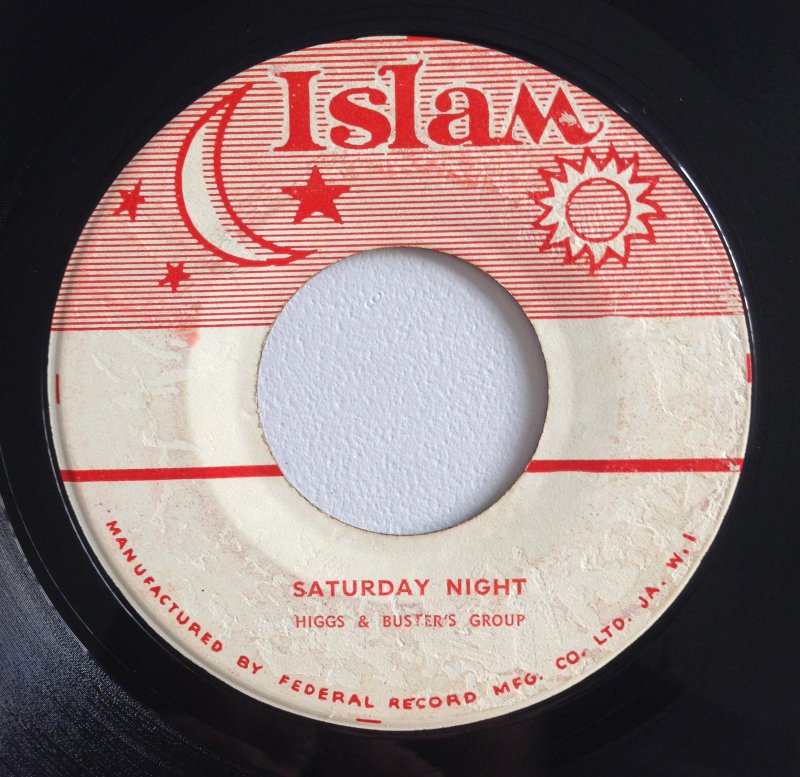 Islam
SATURDAY NIGHT
HIGGS & BUSTER'S GROUP
MANUFACTURED BY FEDERAL RECORD MFG. CO. LTD. JA. W. I